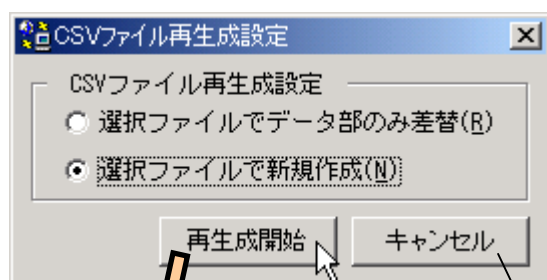 CSVファイル再生成設定
CSVファイル再生成設定
選択ファイルでデータ部のみ差替(R)
選択ファイルで新規作成(N)
再生成開始 キャンセル